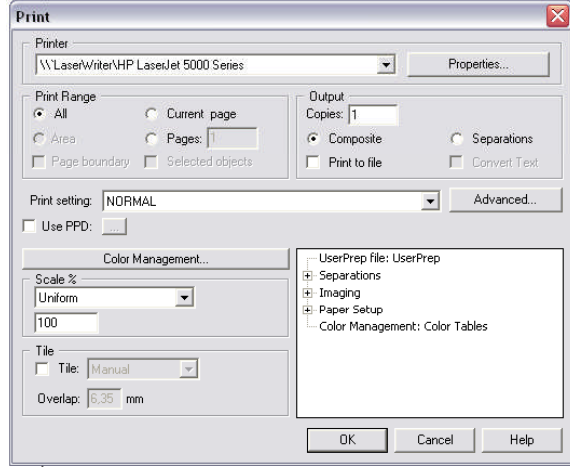 Print
Printer
\\`LaserWriter\HP LaserJet 5000 Series
Properties...
Print Range
All
Current page
Area
Pages: 1
Page boundary
Selected objects
Output
Copies: 1
Composite
Separations
Print to file
Convert Text
Print setting: NORMAL
Advanced...
Use PPD: ...
Color Management...
Scale %
Uniform
100
Tile
Tile: Manual
Overlap: 6,35 mm
UserPrep file: UserPrep
Separations
Imaging
Paper Setup
Color Management: Color Tables
OK
Cancel
Help